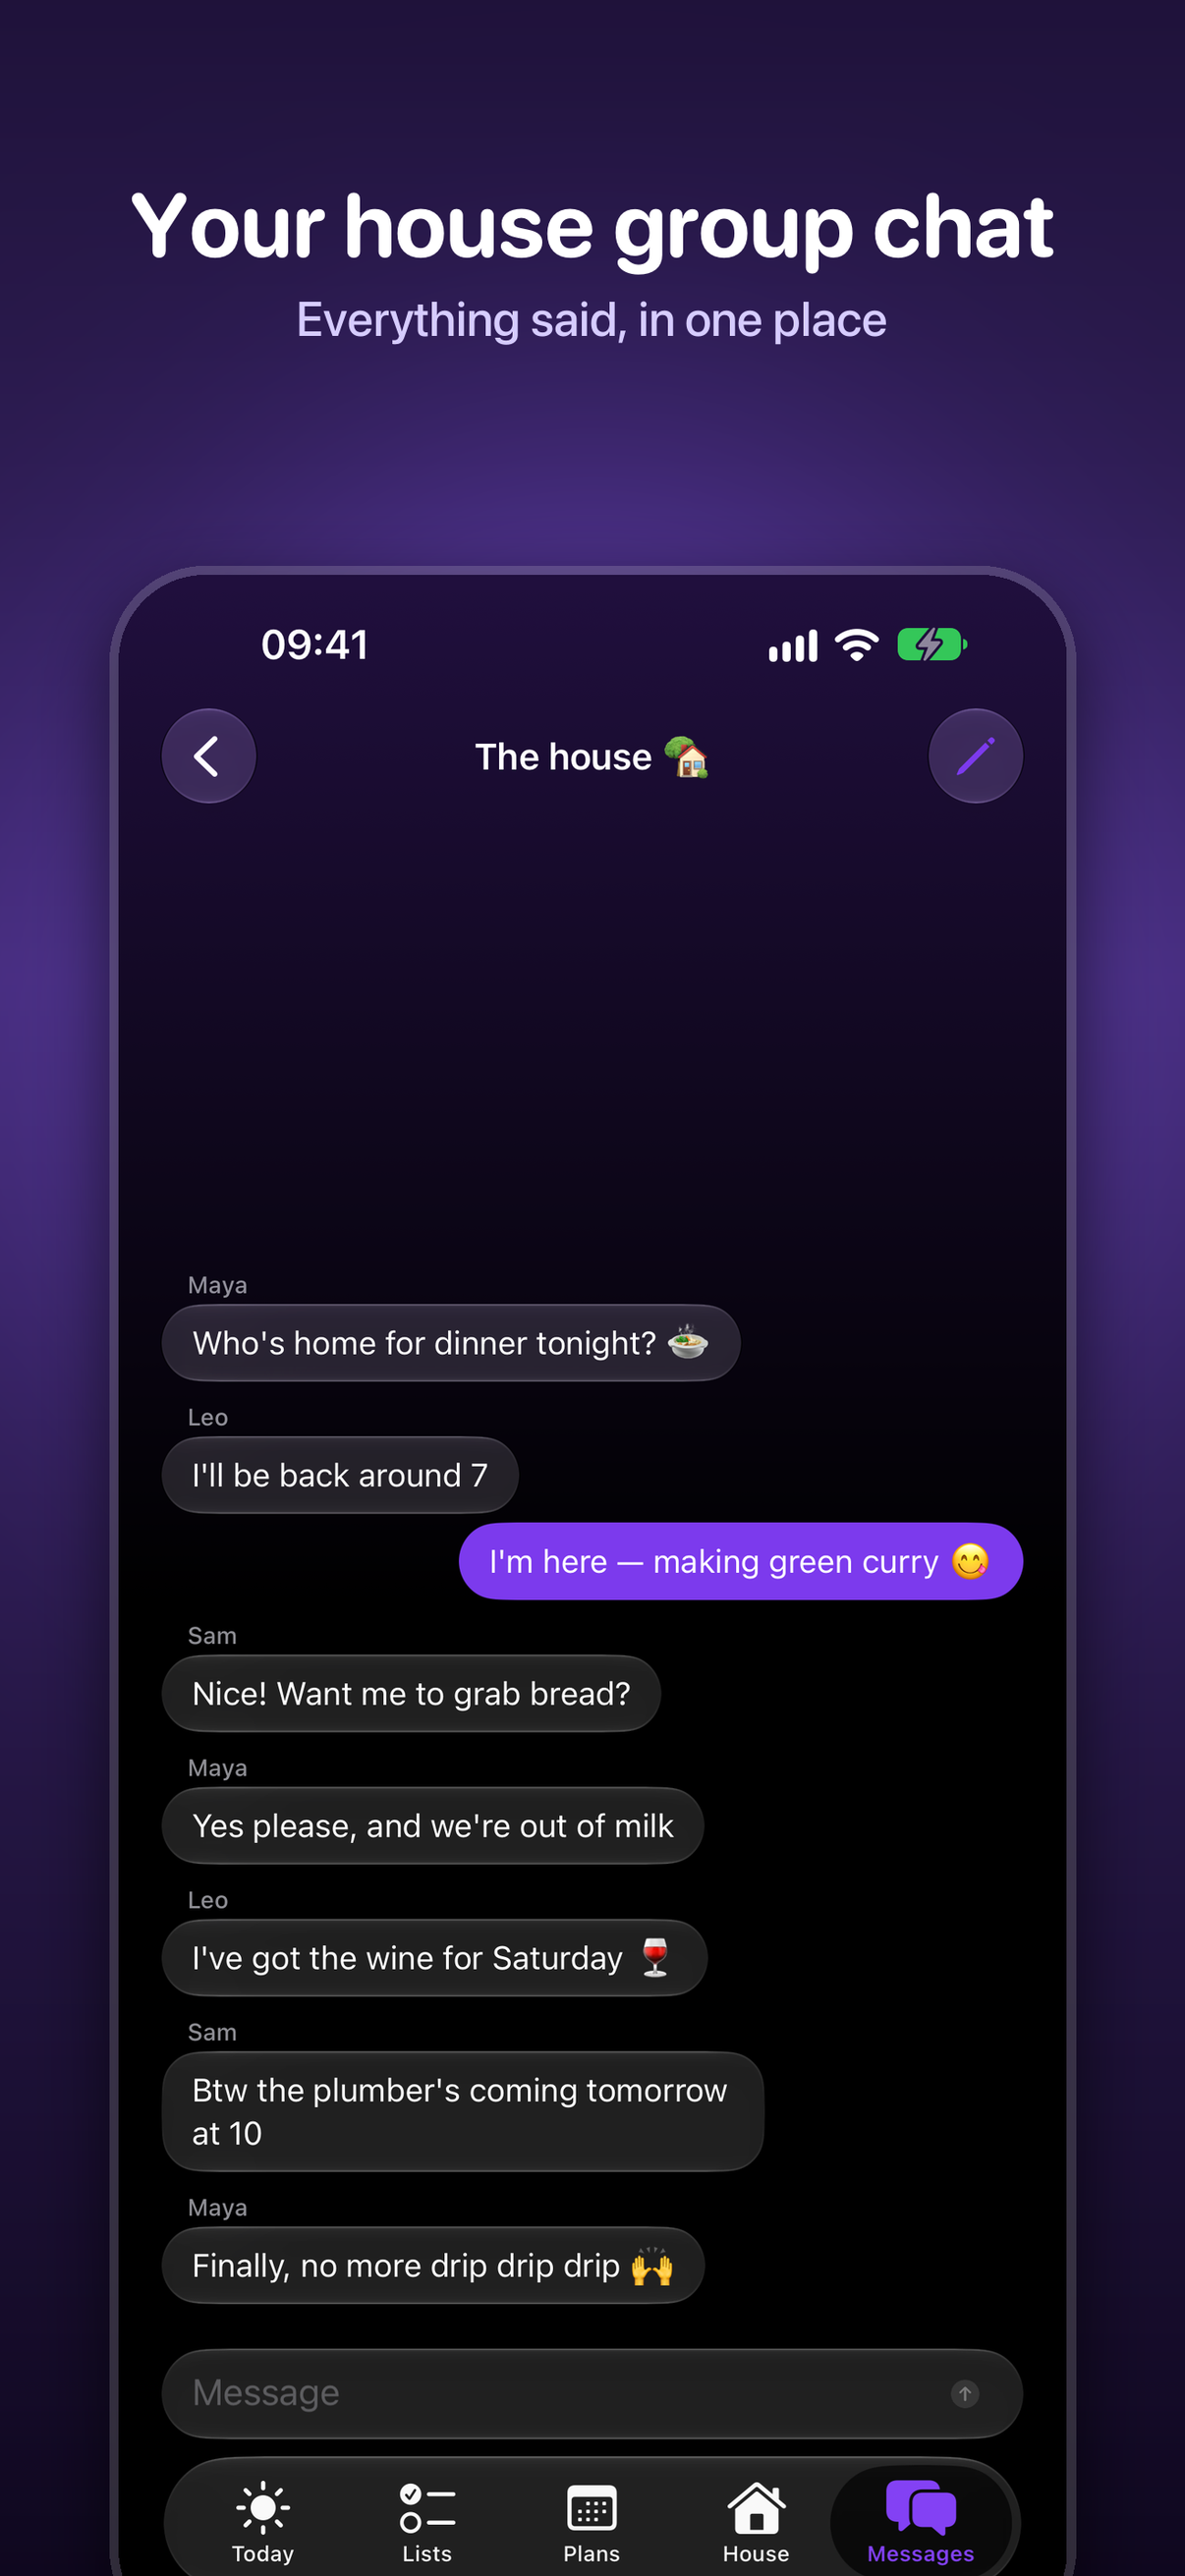 Your house group chat
Everything said, in one place
09:41
The house 🏡
Maya
Who's home for dinner tonight? 🍜
Leo
I'll be back around 7
I'm here — making green curry 😋
Sam
Nice! Want me to grab bread?
Maya
Yes please, and we're out of milk
Leo
I've got the wine for Saturday 🍷
Sam
Btw the plumber's coming tomorrow
at 10
Maya
Finally, no more drip drip drip 🙌
Message
Today Lists Plans House Messages